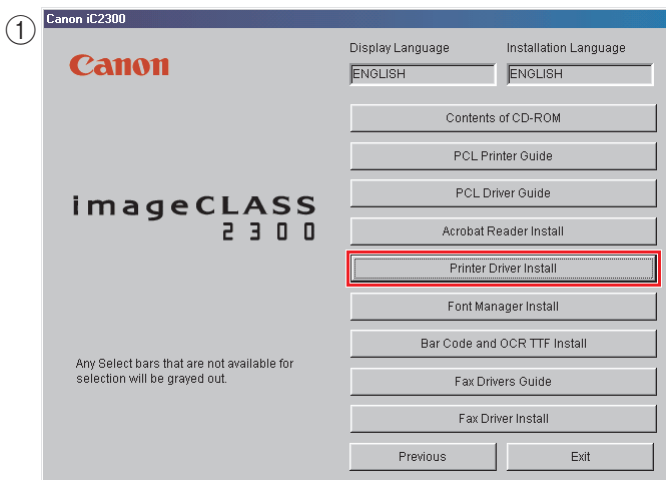 ①
Canon iC2300
Canon
imageCLASS
2300
Any Select bars that are not available for
selection will be grayed out.
Display Language
Installation Language
ENGLISH
ENGLISH
Contents of CD-ROM
PCL Printer Guide
PCL Driver Guide
Acrobat Reader Install
Printer Driver Install
Font Manager Install
Bar Code and OCR TTF Install
Fax Drivers Guide
Fax Driver Install
Previous
Exit